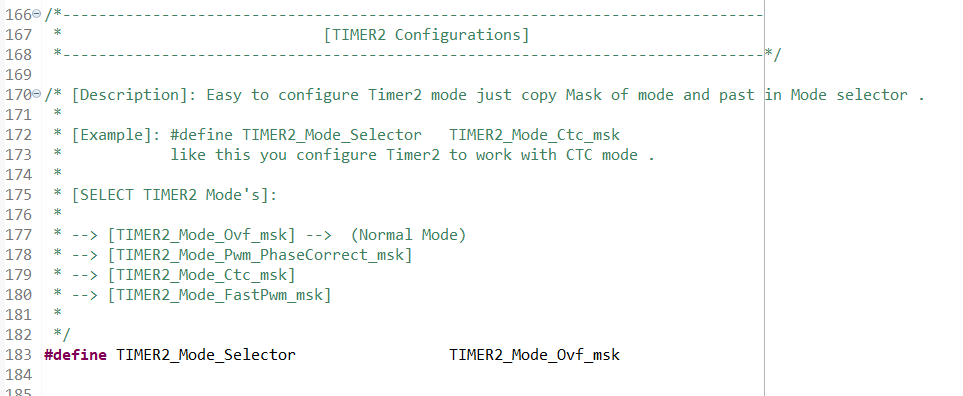 166 /*------------------------------------------------------------------------------
167  *                             [TIMER2 Configurations]
168  *------------------------------------------------------------------------------*/
169
170 /* [Description]: Easy to configure Timer2 mode just copy Mask of mode and past in Mode selector .
171  *
172  * [Example]: #define TIMER2_Mode_Selector   TIMER2_Mode_Ctc_msk
173  *            like this you configure Timer2 to work with CTC mode .
174  *
175  * [SELECT TIMER2 Mode's]:
176  *
177  * --> [TIMER2_Mode_Ovf_msk] -->  (Normal Mode)
178  * --> [TIMER2_Mode_Pwm_PhaseCorrect_msk]
179  * --> [TIMER2_Mode_Ctc_msk]
180  * --> [TIMER2_Mode_FastPwm_msk]
181  *
182  */
183 #define TIMER2_Mode_Selector                 TIMER2_Mode_Ovf_msk
184
185